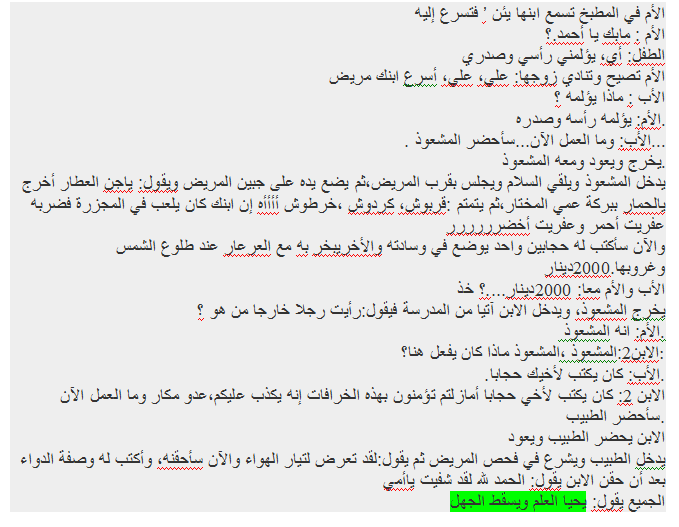 الأم في المطبخ تسمع ابنها يئن ٬ فتسرع إليه
الأم : مابك يا أحمد.؟
الطفل: أي، يؤلمني رأسي وصدري
الأم تصيح وتنادي زوجها: علي، علي، أسرع ابنك مريض
الأب : ماذا يؤلمه ؟
.الأم: يؤلمه رأسه وصدره
...الأب: وما العمل الآن...سأحضر المشعوذ .
.يخرج ويعود ومعه المشعوذ
يدخل المشعوذ ويلقي السلام ويجلس بقرب المريض،ثم يضع يده على جبين المريض ويقول: ياجن العطار أخرج
يالحمار ببركة عمي المختار،ثم يتمتم :قربوش، كردوش ،خرطوش أأأأه إن ابنك كان يلعب في المجزرة فضربه
عفريت أحمر وعفريت أخضرررررر
والآن سأكتب له حجابين واحد يوضع في وسادته والأخريبخر به مع العرعار عند طلوع الشمس
وغروبها.2000دينار
الأب والأم معا: 2000دينار....؟ خذ
يخرج المشعوذ، ويدخل الابن آتيا من المدرسة فيقول:رأيت رجلا خارجا من هو ؟
.الأم: انه المشعوذ
:الابن2:المشعوذ ،المشعوذ ماذا كان يفعل هنا؟
.الأب: كان يكتب لأخيك حجابا.
الابن 2: كان يكتب لأخي حجابا أمازلتم تؤمنون بهذه الخرافات إنه يكذب عليكم،عدو مكار وما العمل الآن
.سأحضر الطبيب
الابن يحضر الطبيب ويعود
يدخل الطبيب ويشرع في فحص المريض ثم يقول:لقد تعرض لتيار الهواء والآن سأحقنه، وأكتب له وصفة الدواء
بعد أن حقن الابن يقول: الحمد لله لقد شفيت ياأمي
الجميع يقول: يحيا العلم ويسقط الجهل